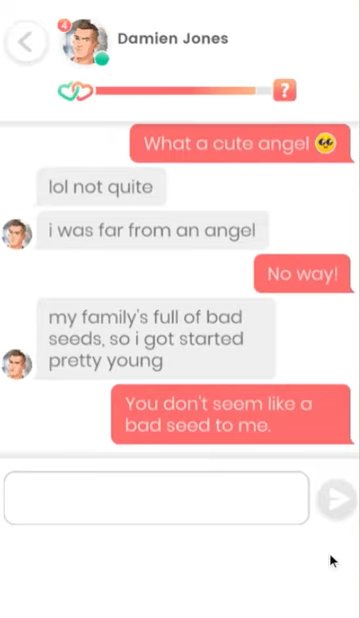 4
Damien Jones
?
What a cute angel 🥺
lol not quite
i was far from an angel
No way!
my family's full of bad
seeds, so i got started
pretty young
You don't seem like a
bad seed to me.